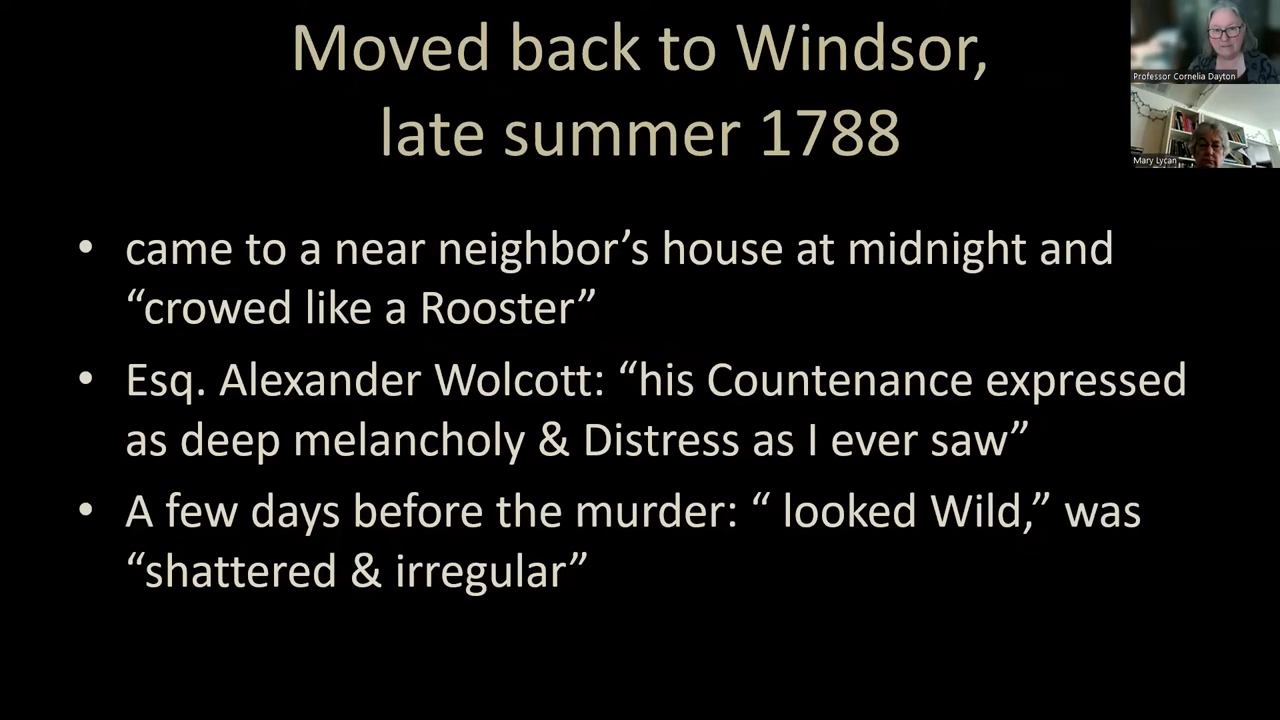 Moved back to Windsor,
late summer 1788
Professor Cornelia Dayton
Mary Lycan
• came to a near neighbor’s house at midnight and
“crowed like a Rooster”
• Esq. Alexander Wolcott: “his Countenance expressed
as deep melancholy & Distress as I ever saw”
• A few days before the murder: “ looked Wild,” was
“shattered & irregular”